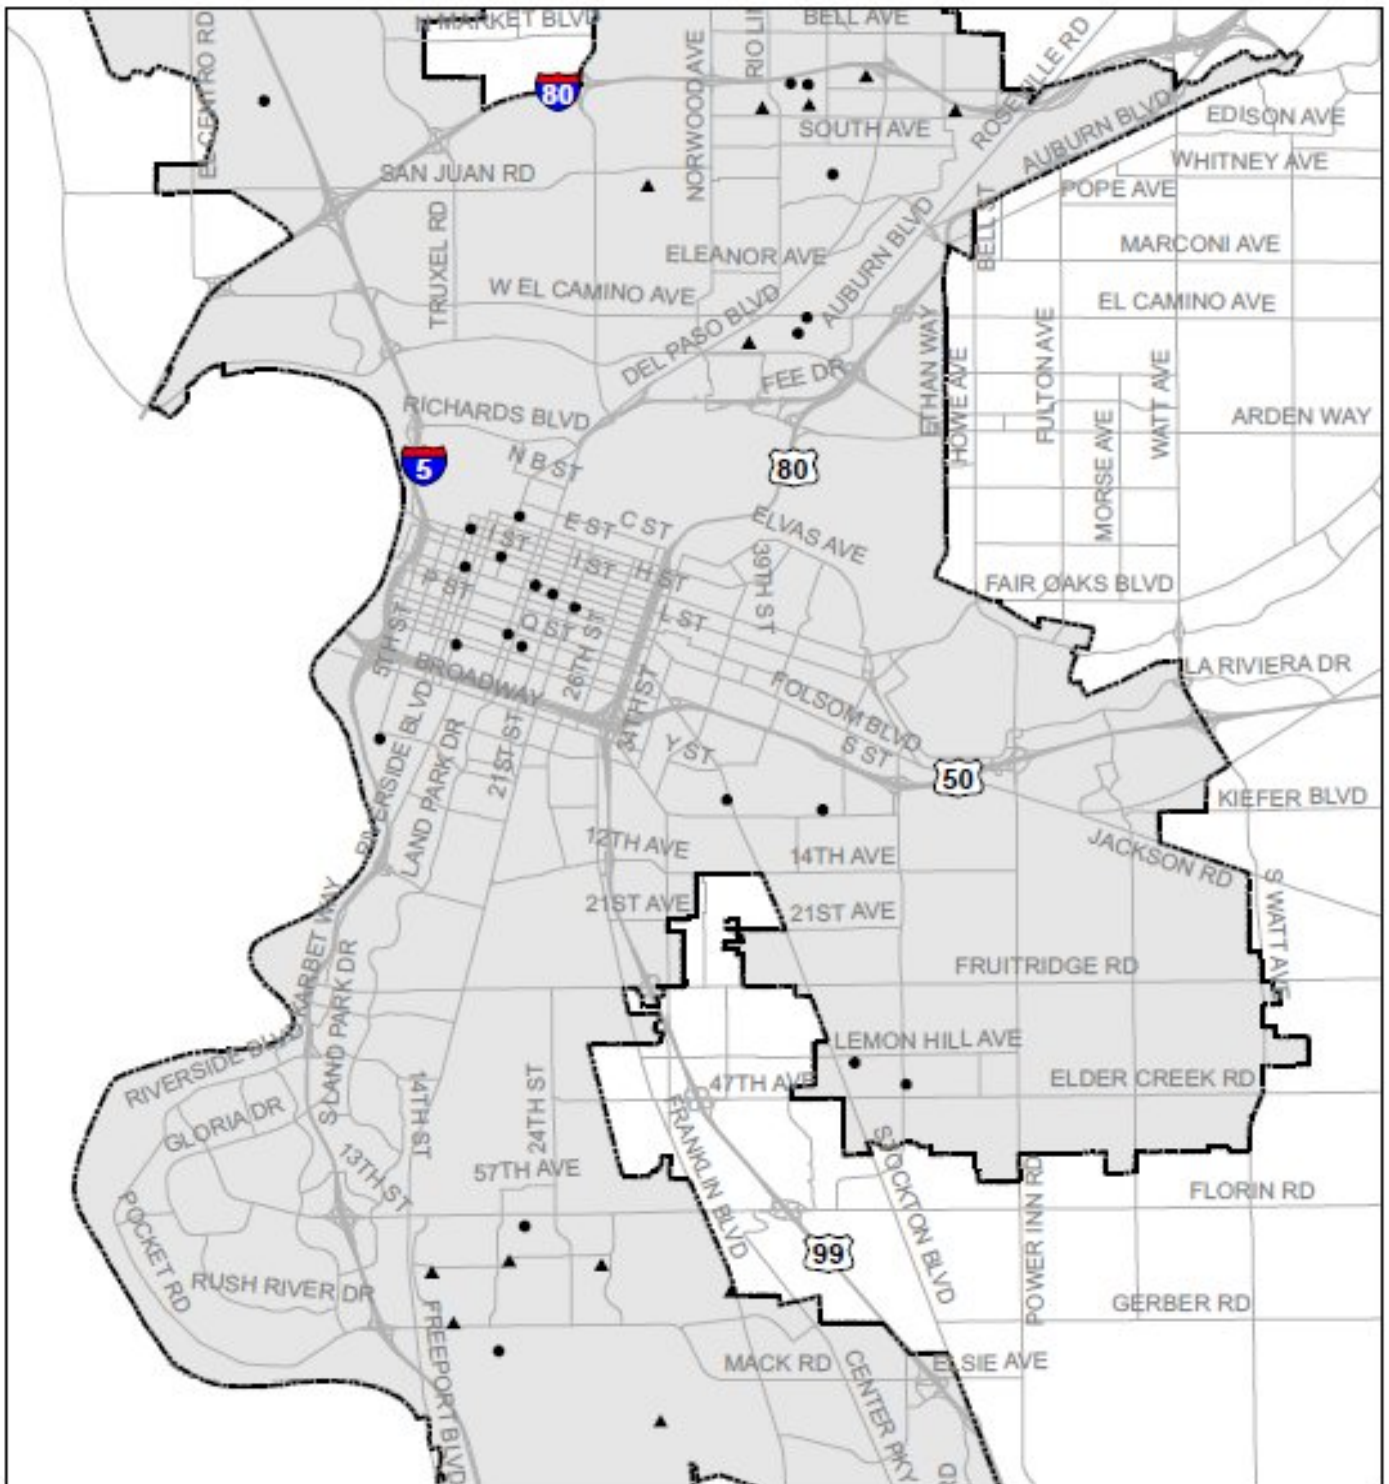 N MARKET BLVD
BELL AVE
EL CENTRO RD
NORWOOD AVE
ROSEVILLE RD
80
SOUTH AVE
AUBURN BLVD
EDISON AVE
WHITNEY AVE
SAN JUAN RD
POPE AVE
TRUXEL RD
BELL ST
MARCONI AVE
ELEANOR AVE
W EL CAMINO AVE
AUBURN BLVD
EL CAMINO AVE
DEL PASO BLVD
ETHAN WAY
HOWE AVE
FULTON AVE
WATT AVE
FEE DR
RICHARDS BLVD
MORSE AVE
ARDEN WAY
5
N B ST
80
E ST
C ST
ELVAS AVE
I ST
I ST
H ST
39TH ST
P ST
FAIR OAKS BLVD
Q ST
L ST
5TH ST
26TH ST
BROADWAY
34TH ST
LA RIVIERA DR
FOLSOM BLVD
RIVERSIDE BLVD
LAND PARK DR
21ST ST
Y ST
S ST
50
KIEFER BLVD
12TH AVE
14TH AVE
JACKSON RD
21ST AVE
21ST AVE
S WATT AVE
KARBET WAY
S LAND PARK DR
FRUITRIDGE RD
RIVERSIDE BLVD
LEMON HILL AVE
47TH AVE
ELDER CREEK RD
GLORIA DR
14TH ST
24TH ST
FRANKLIN BLVD
STOCKTON BLVD
13TH ST
57TH AVE
POWER INN RD
FLORIN RD
POCKET RD
99
RUSH RIVER DR
GERBER RD
FREEPORT BLVD
MACK RD
CENTER PKY
ELSIE AVE
RD